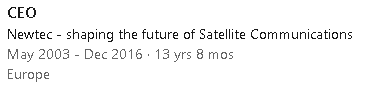 CEO
Newtec - shaping the future of Satellite Communications
May 2003 - Dec 2016 · 13 yrs 8 mos
Europe